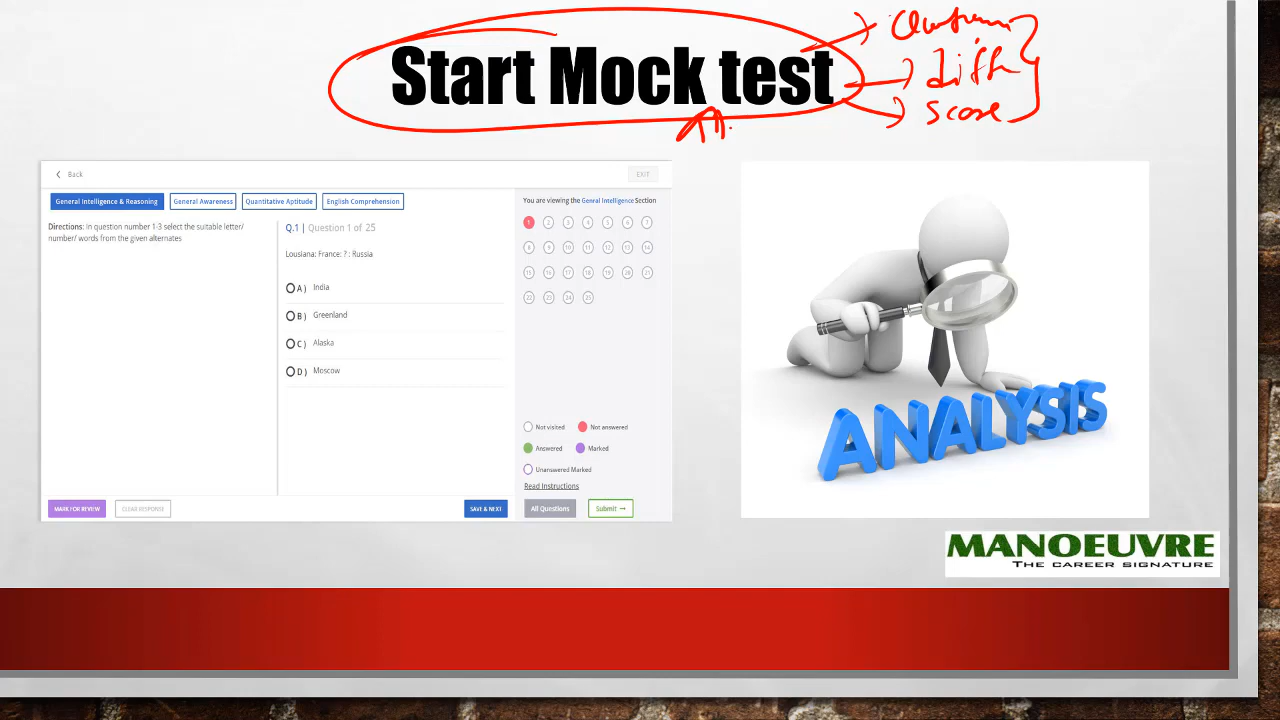 Start Mock test
diff
score
Back
EXIT
General Intelligence & Reasoning
General Awareness
Quantitative Aptitude
English Comprehension
Directions: In question number 1-3 select the suitable letter/
number/ words from the given alternates
Q.1 | Question 1 of 25
Lousiana: France: ? : Russia
A) India
B) Greenland
C) Alaska
D) Moscow
MARK FOR REVIEW
CLEAR RESPONSE
SAVE & NEXT
You are viewing the Genral Intelligence Section
1 2 3 4 5 6 7
8 9 10 11 12 13 14
15 16 17 18 19 20 21
22 23 24 25
Not visited
Not answered
Answered
Marked
Unanswered Marked
Read Instructions
All Questions
Submit →
ANALYSIS
MANOEUVRE
THE CAREER SIGNATURE